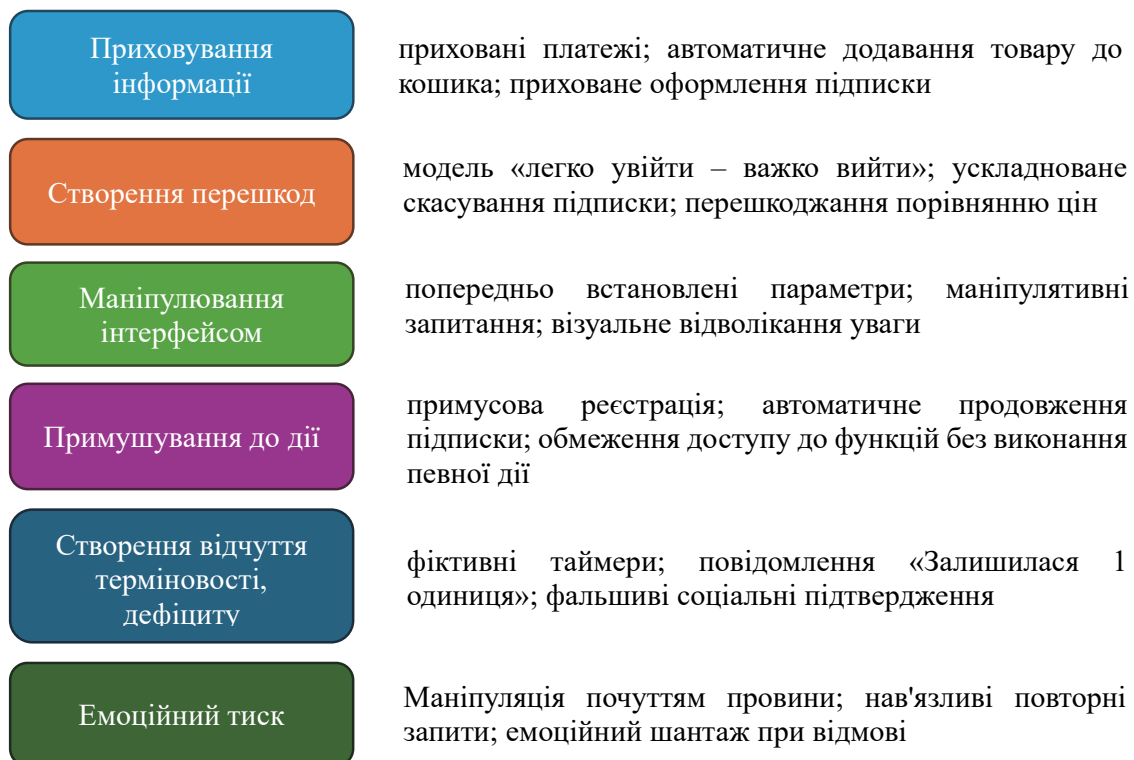 Приховування
інформації
приховані платежі; автоматичне додавання товару до
кошика; приховане оформлення підписки
Створення перешкод
модель «легко увійти – важко вийти»; ускладноване
скасування підписки; перешкоджання порівнянню цін
Маніпулювання
інтерфейсом
попередньо встановлені параметри; маніпулятивні
запитання; візуальне відволікання уваги
Примушування до дії
примусова реєстрація; автоматичне продовження
підписки; обмеження доступу до функцій без виконання
певної дії
Створення відчуття
терміновості,
дефіциту
фіктивні таймери; повідомлення «Залишилася 1
одиниця»; фальшиві соціальні підтвердження
Емоційний тиск
Маніпуляція почуттям провини; нав'язливі повторні
запити; емоційний шантаж при відмові